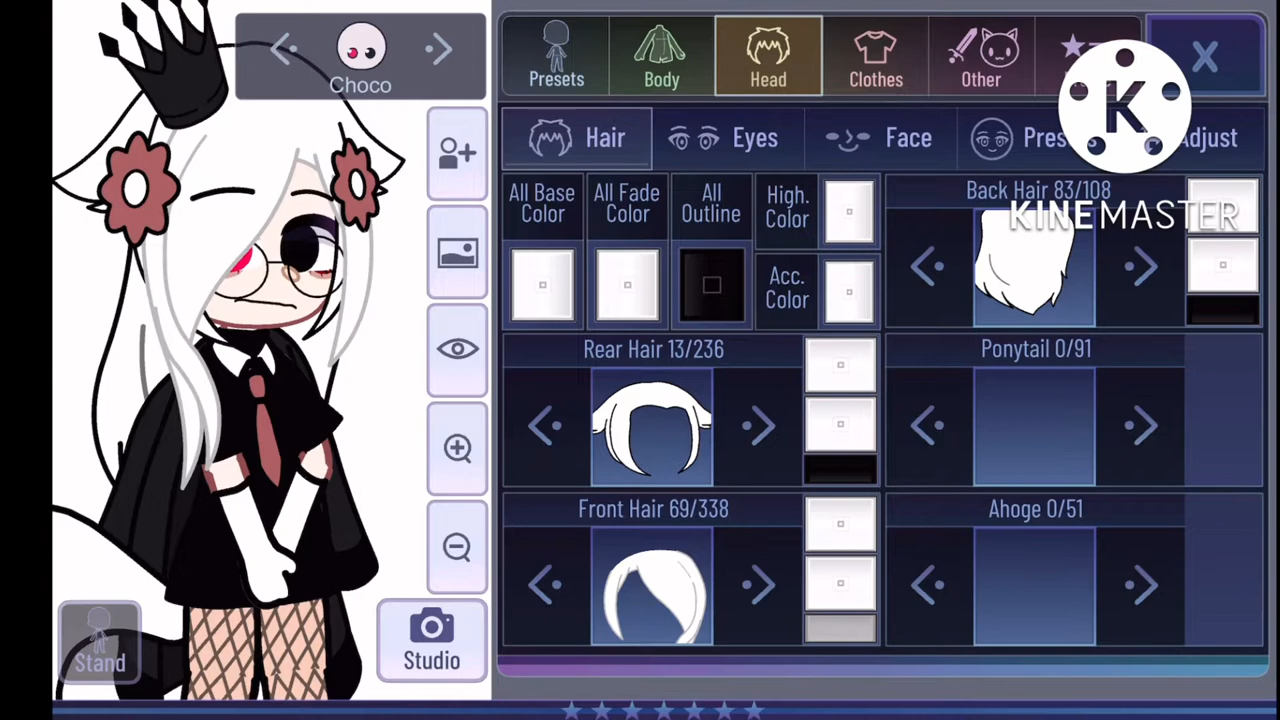 Choco
Presets
Body
Head
Clothes
Other
X
K
KINEMASTER
Hair
Eyes
Face
Adjust
All Base
Color
All Fade
Color
All
Outline
High.
Color
Acc.
Color
Back Hair 83/108
Rear Hair 13/236
Ponytail 0/91
Front Hair 69/338
Ahoge 0/51
Stand
Studio